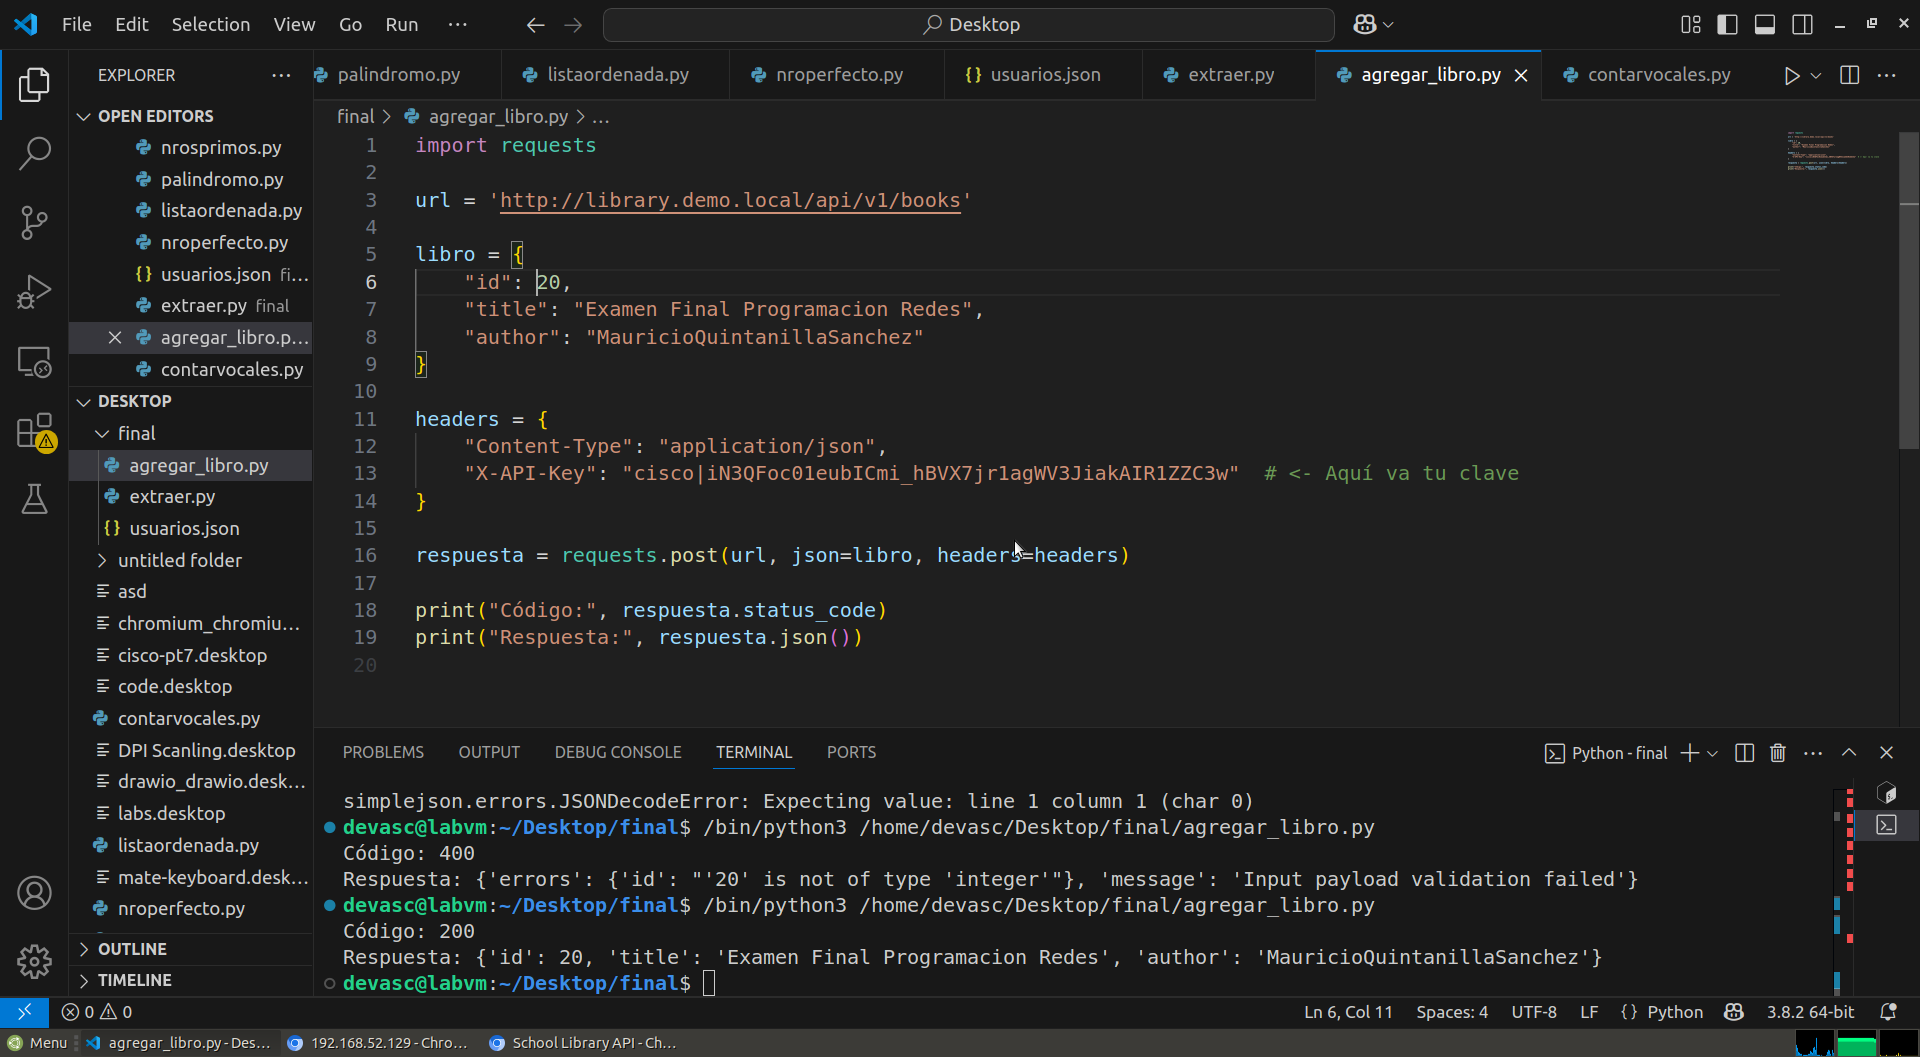 File Edit Selection View Go Run ··· Desktop
EXPLORER ···
palindromo.py listaordenada.py nroperfecto.py {} usuarios.json extraer.py agregar_libro.py contarvocales.py ···
OPEN EDITORS
nrosprimos.py
palindromo.py
listaordenada.py
nroperfecto.py
{} usuarios.json fi...
extraer.py final
agregar_libro.p...
contarvocales.py
DESKTOP
final
agregar_libro.py
extraer.py
{} usuarios.json
untitled folder
asd
chromium_chromiu...
cisco-pt7.desktop
code.desktop
contarvocales.py
DPI Scanling.desktop
drawio_drawio.desk...
labs.desktop
listaordenada.py
mate-keyboard.desk...
nroperfecto.py
OUTLINE
TIMELINE
final > agregar_libro.py > ...
1 import requests
2
3 url = 'http://library.demo.local/api/v1/books'
4
5 libro = {
6 "id": 20,
7 "title": "Examen Final Programacion Redes",
8 "author": "MauricioQuintanillaSanchez"
9 }
10
11 headers = {
12 "Content-Type": "application/json",
13 "X-API-Key": "cisco|iN3QFoc01eubICmi_hBVX7jr1agWV3JiakAIR1ZZC3w" # <- Aquí va tu clave
14 }
15
16 respuesta = requests.post(url, json=libro, headers=headers)
17
18 print("Código:", respuesta.status_code)
19 print("Respuesta:", respuesta.json())
20
PROBLEMS OUTPUT DEBUG CONSOLE TERMINAL PORTS Python - final ···
simplejson.errors.JSONDecodeError: Expecting value: line 1 column 1 (char 0)
devasc@labvm:~/Desktop/final$ /bin/python3 /home/devasc/Desktop/final/agregar_libro.py
Código: 400
Respuesta: {'errors': {'id': "'20' is not of type 'integer'"}, 'message': 'Input payload validation failed'}
devasc@labvm:~/Desktop/final$ /bin/python3 /home/devasc/Desktop/final/agregar_libro.py
Código: 200
Respuesta: {'id': 20, 'title': 'Examen Final Programacion Redes', 'author': 'MauricioQuintanillaSanchez'}
devasc@labvm:~/Desktop/final$
0 0 Ln 6, Col 11 Spaces: 4 UTF-8 LF {} Python 3.8.2 64-bit
Menu agregar_libro.py - Des... 192.168.52.129 - Chro... School Library API - Ch...